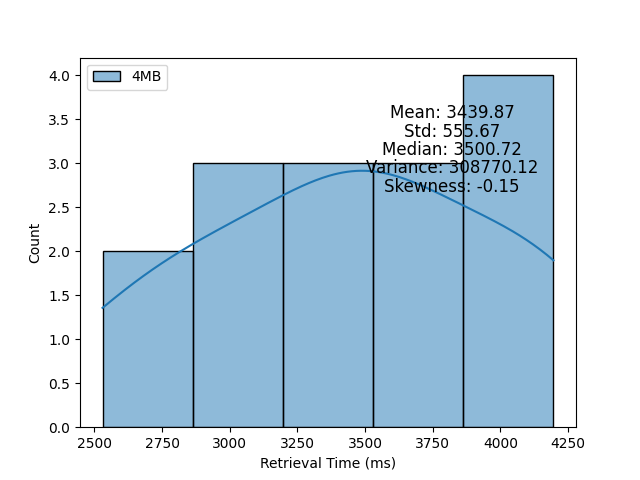 4MB
Mean: 3439.87
Std: 555.67
Median: 3500.72
Variance: 308770.12
Skewness: -0.15
4.0
3.5
3.0
2.5
2.0
1.5
1.0
0.5
0.0
Count
2500 2750 3000 3250 3500 3750 4000 4250
Retrieval Time (ms)